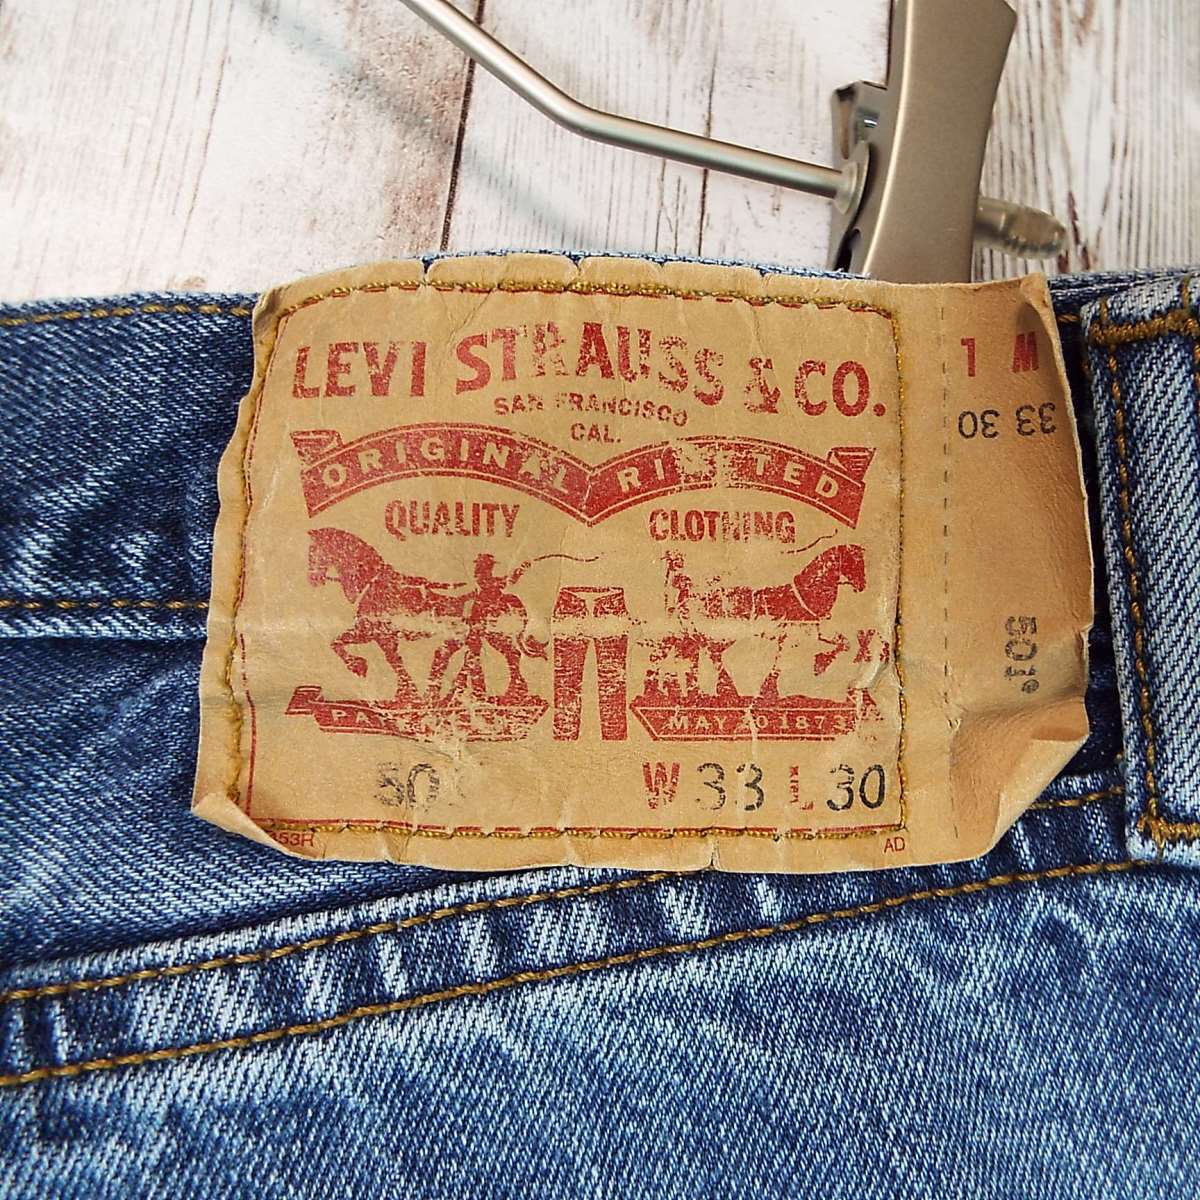 LEVI STRAUSS & CO.
SAN FRANCISCO
CAL.
ORIGINAL RIVETED
QUALITY CLOTHING
MAY 20 1873
W 33 L 30
AD
L W
30 33
501®